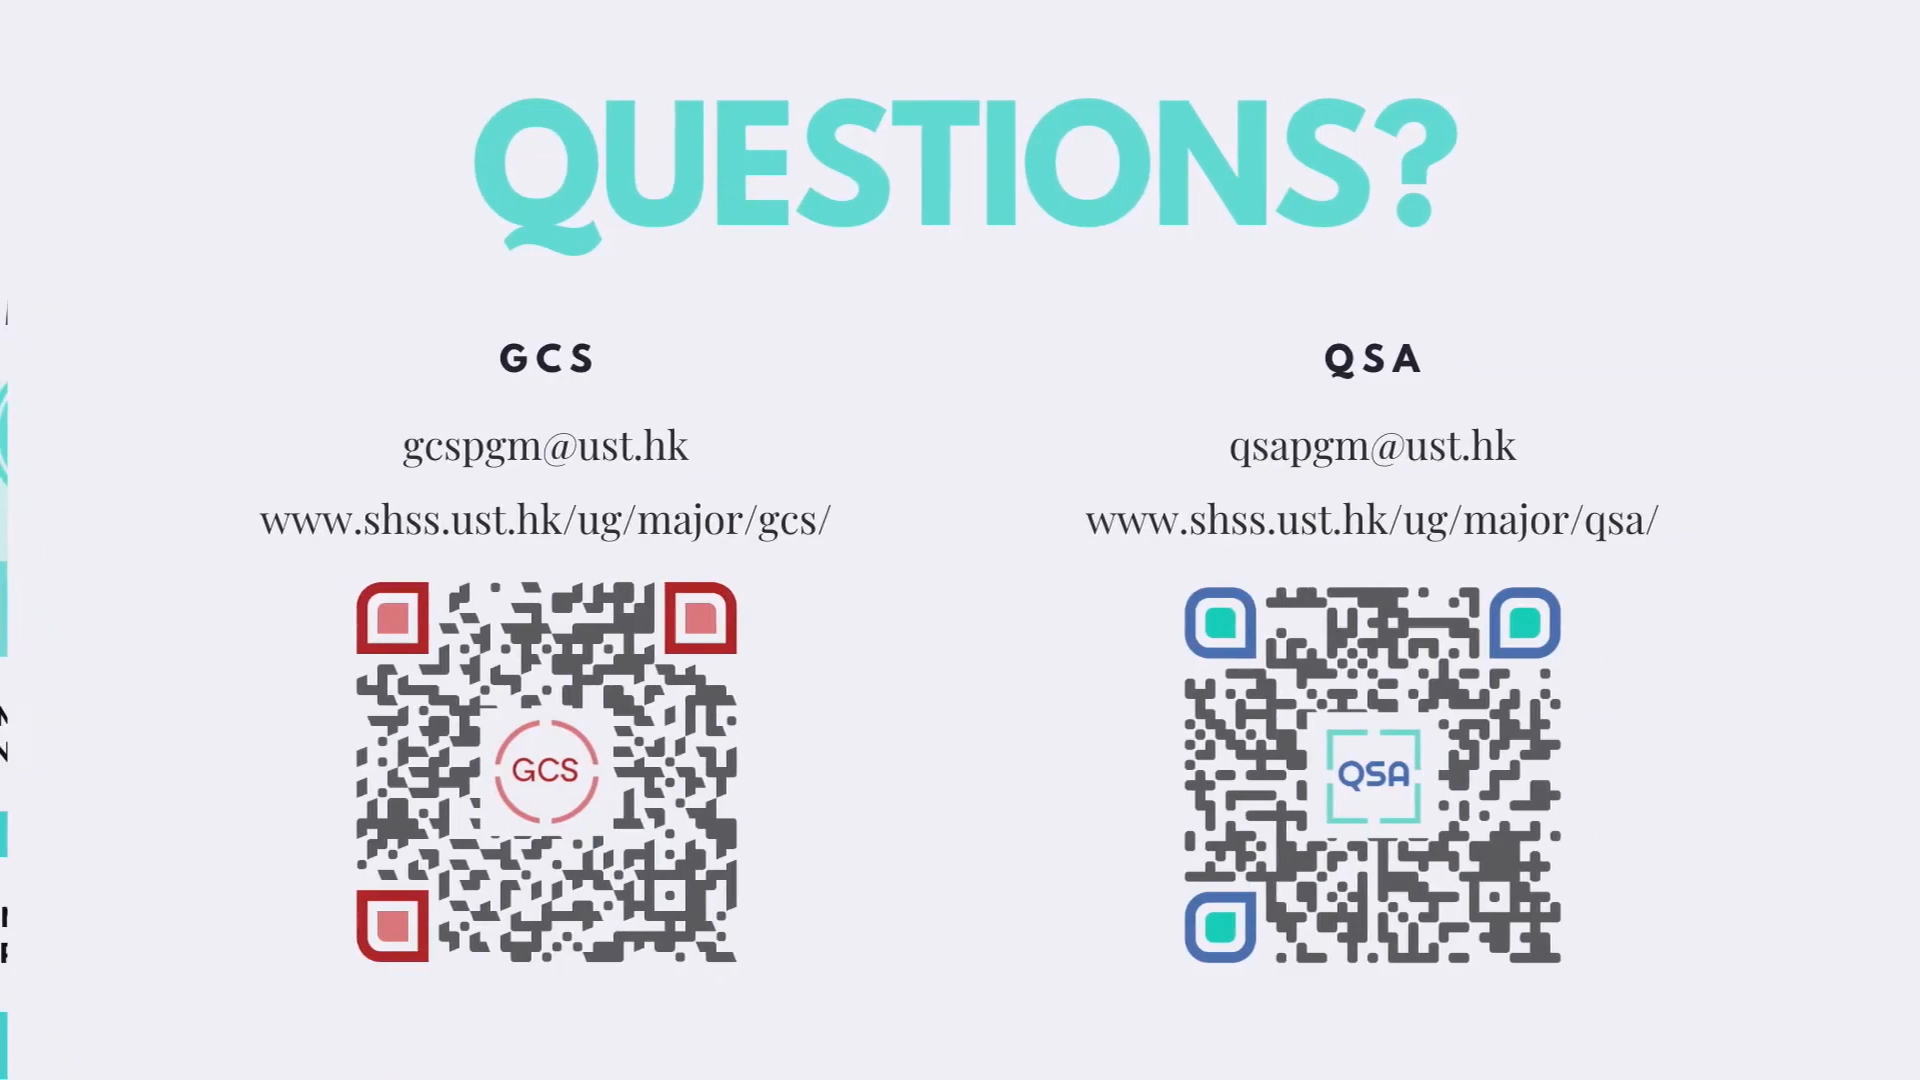 QUESTIONS?
GCS
gcspgm@ust.hk
www.shss.ust.hk/ug/major/gcs/
GCS
QSA
qsapgm@ust.hk
www.shss.ust.hk/ug/major/qsa/
QSA